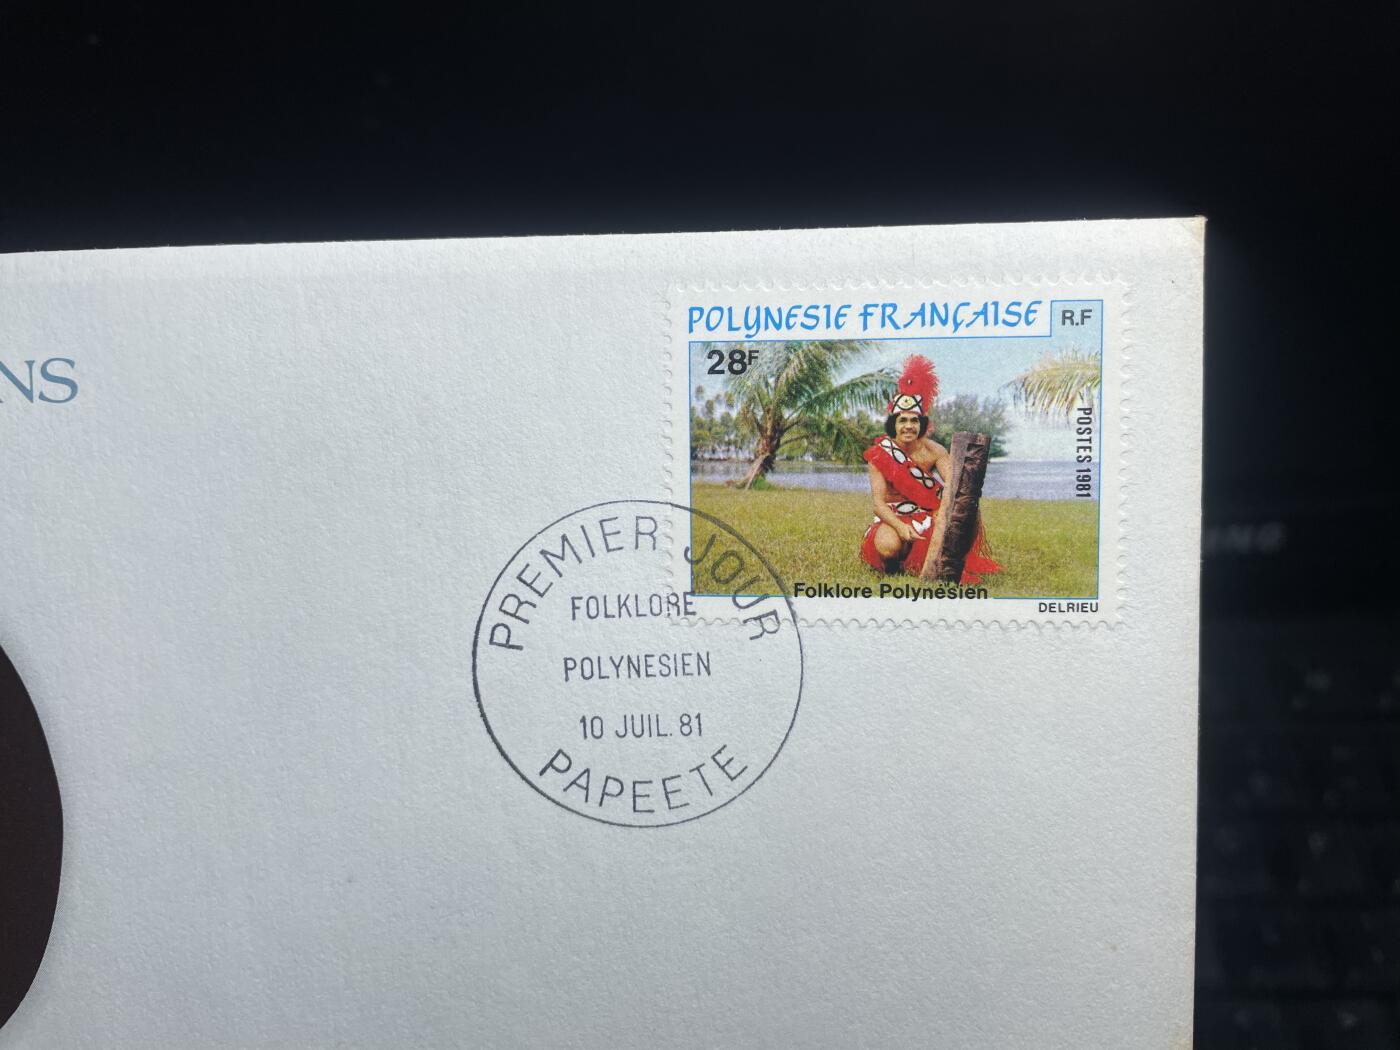 POLYNESIE FRANÇAISE R.F
28F
POSTES 1981
NS
Folklore Polynésien
DELRIEU
PREMIER JOUR
FOLKLORE
POLYNESIEN
10 JUIL. 81
PAPEETE